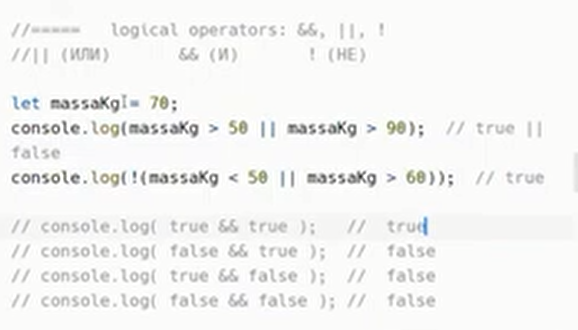 //=====   logical operators: &&, ||, !
//|| (ИЛИ)       && (И)       ! (НЕ)
let massaKg = 70;
console.log(massaKg > 50 || massaKg > 90);  // true ||
false
console.log(!(massaKg < 50 || massaKg > 60));  // true
// console.log( true && true );   //  true
// console.log( false && true );  //  false
// console.log( true && false );  //  false
// console.log( false && false ); //  false